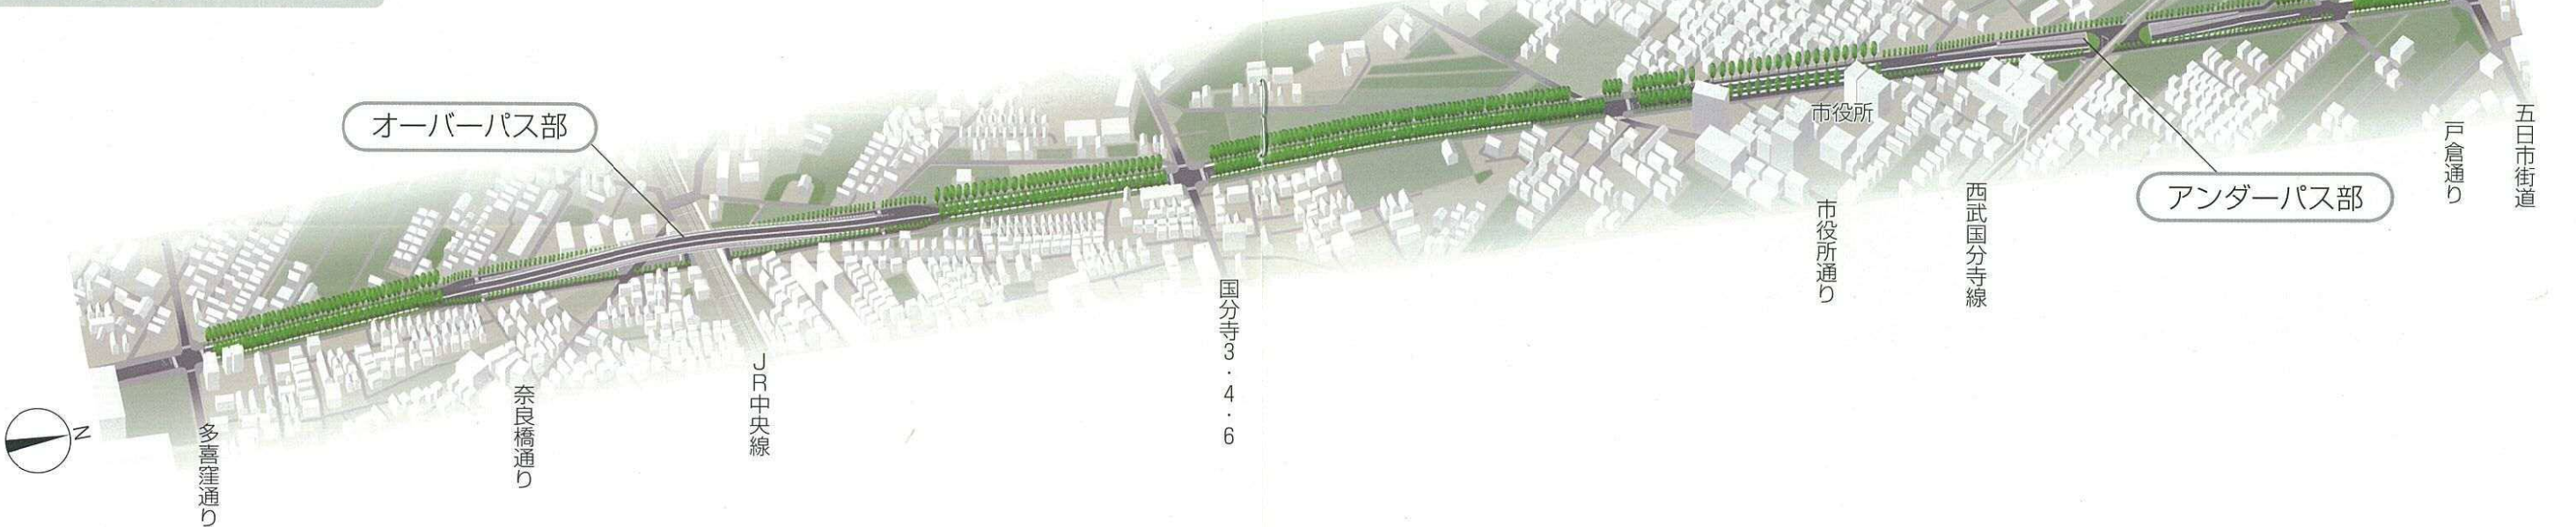 オーバーパス部
市役所
アンダーパス部
N
多喜窪通り
奈良橋通り
JR中央線
国分寺3・4・6
市役所通り
西武国分寺線
戸倉通り
五日市街道